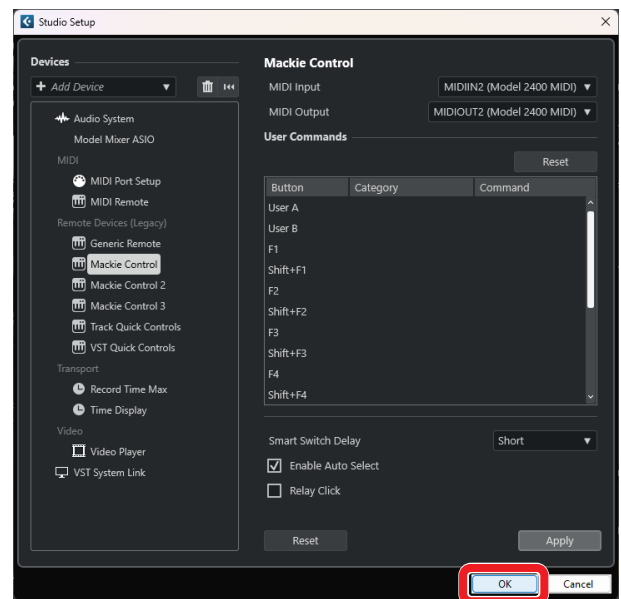 Studio Setup
Devices
+ Add Device
Audio System
Model Mixer ASIO
MIDI
MIDI Port Setup
MIDI Remote
Remote Devices (Legacy)
Generic Remote
Mackie Control
Mackie Control 2
Mackie Control 3
Track Quick Controls
VST Quick Controls
Transport
Record Time Max
Time Display
Video
Video Player
VST System Link
Mackie Control
MIDI Input MIDIIN2 (Model 2400 MIDI)
MIDI Output MIDIOUT2 (Model 2400 MIDI)
User Commands
Reset
Button Category Command
User A
User B
F1
Shift+F1
F2
Shift+F2
F3
Shift+F3
F4
Shift+F4
Smart Switch Delay Short
Enable Auto Select
Relay Click
Reset Apply
OK Cancel